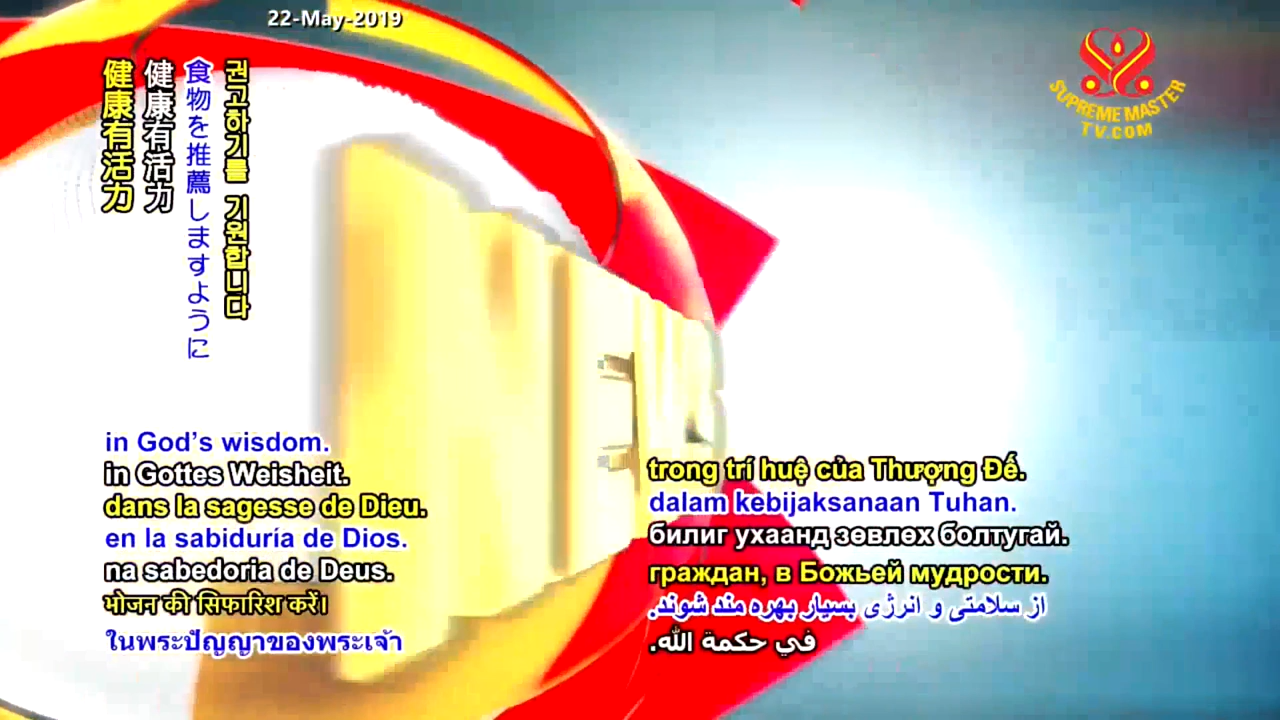 22-May-2019
SUPREME MASTER
TV.COM
健康有活力
健康有活力
食物を推薦しますように
권고하기를 기원합니다
in God's wisdom.
in Gottes Weisheit.
dans la sagesse de Dieu.
en la sabiduría de Dios.
na sabedoria de Deus.
भोजन की सिफारिश करें।
ในพระปัญญาของพระเจ้า
trong trí huệ của Thượng Đế.
dalam kebijaksanaan Tuhan.
билиг ухаанд зөвлөх болтугай.
граждан, в Божьей мудрости.
از سلامتی و انرژی بسیار بهره مند شوند.
في حكمة الله.